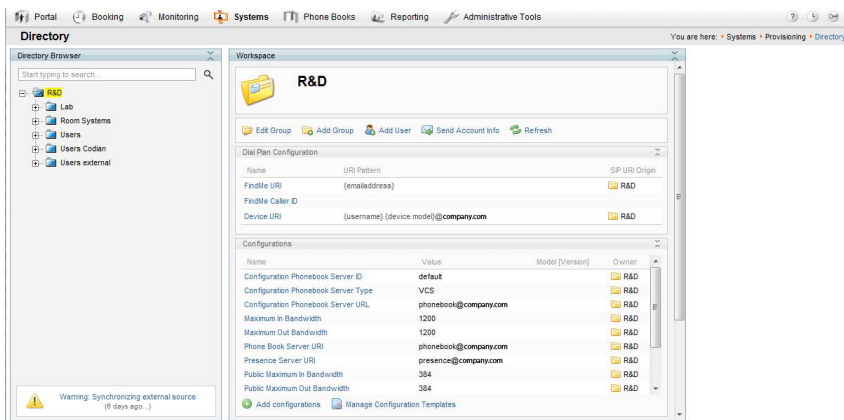 Portal Booking Monitoring Systems Phone Books Reporting Administrative Tools
Directory
You are here: Systems Provisioning Directory
Directory Browser
Start typing to search...
R&D
Lab
Room Systems
Users
Users Codian
Users external
Warning: Synchronizing external source
(6 days ago...)
Workspace
R&D
Edit Group Add Group Add User Send Account Info Refresh
Dial Plan Configuration
Name URI Pattern SIP URI Origin
FindMe URI {emailaddress} R&D
FindMe Caller ID
Device URI {username}.{device.model}@company.com R&D
Configurations
Name Value Model [Version] Owner
Configuration Phonebook Server ID default R&D
Configuration Phonebook Server Type VCS R&D
Configuration Phonebook Server URL phonebook@company.com R&D
Maximum In Bandwidth 1200 R&D
Maximum Out Bandwidth 1200 R&D
Phone Book Server URI phonebook@company.com R&D
Presence Server URI presence@company.com R&D
Public Maximum In Bandwidth 384 R&D
Public Maximum Out Bandwidth 384 R&D
Add configurations Manage Configuration Templates